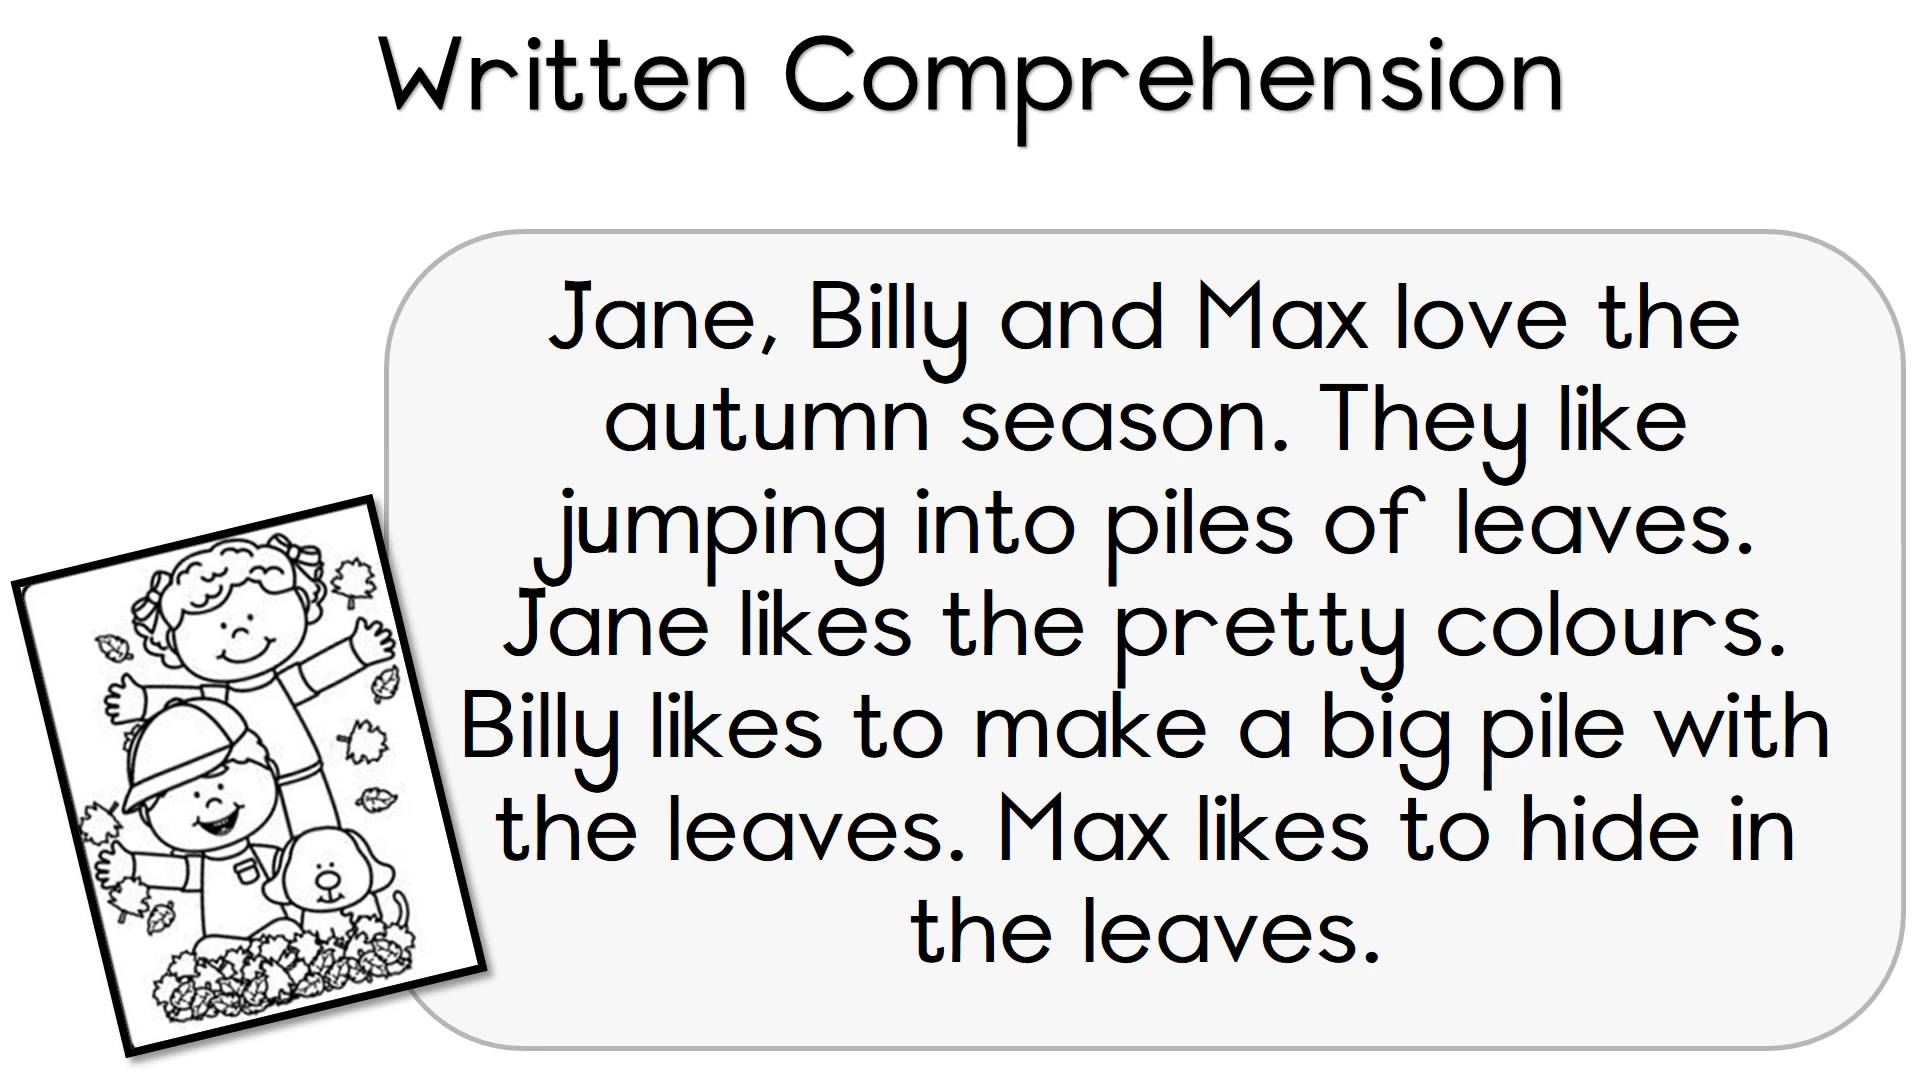 Written Comprehension
Jane, Billy and Max love the
autumn season. They like
jumping into piles of leaves.
Jane likes the pretty colours.
Billy likes to make a big pile with
the leaves. Max likes to hide in
the leaves.